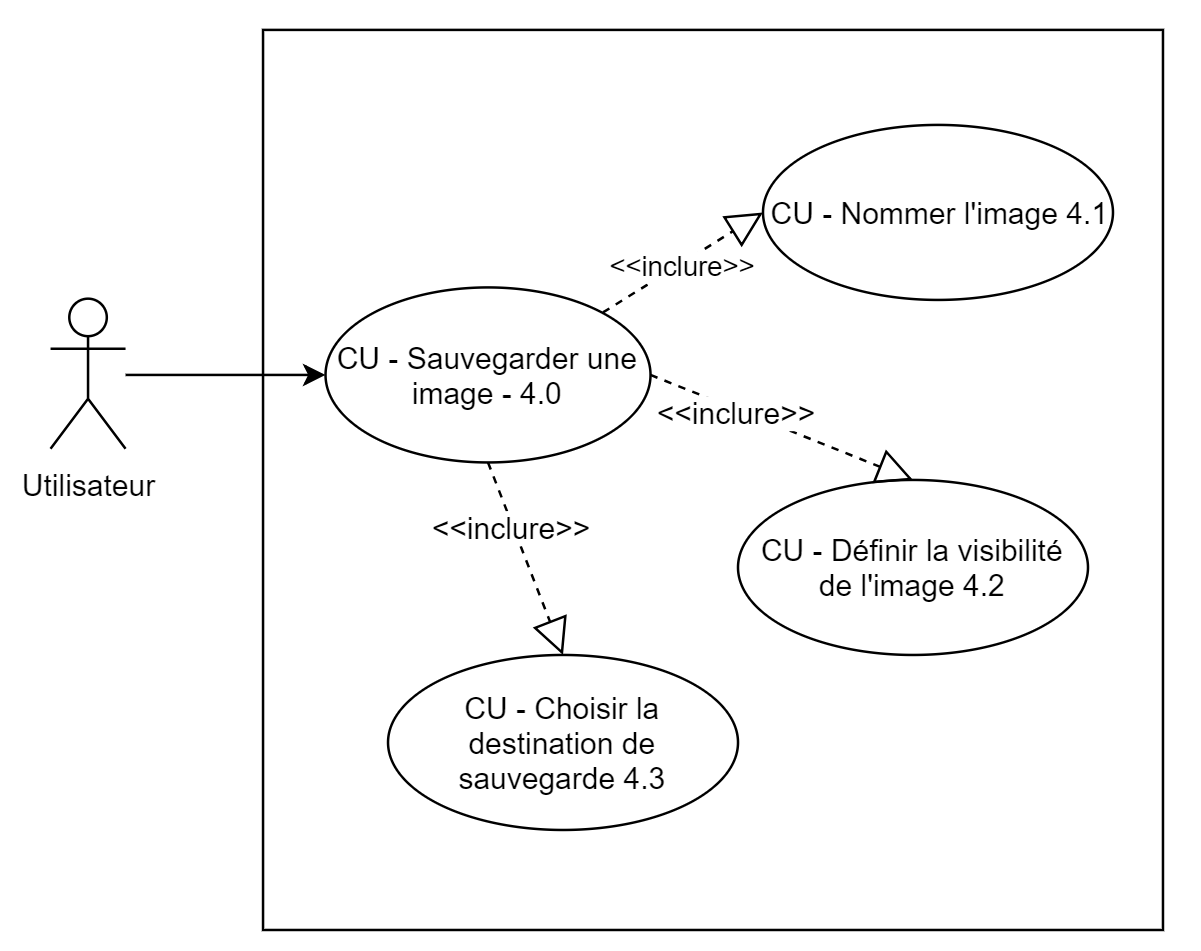 CU - Nommer l'image 4.1
<<inclure>>
CU - Sauvegarder une
image - 4.0
<<inclure>>
Utilisateur
<<inclure>>
CU - Définir la visibilité
de l'image 4.2
CU - Choisir la
destination de
sauvegarde 4.3